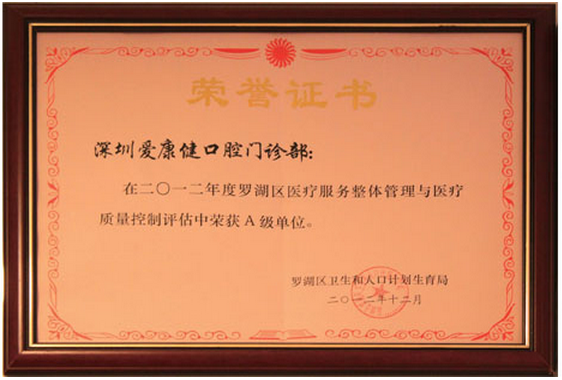 荣誉证书
深圳爱康健口腔门诊部：
在二〇一二年度罗湖区医疗服务整体管理与医疗
质量控制评估中荣获A级单位。
罗湖区卫生和人口计划生育局
二〇一二年十二月